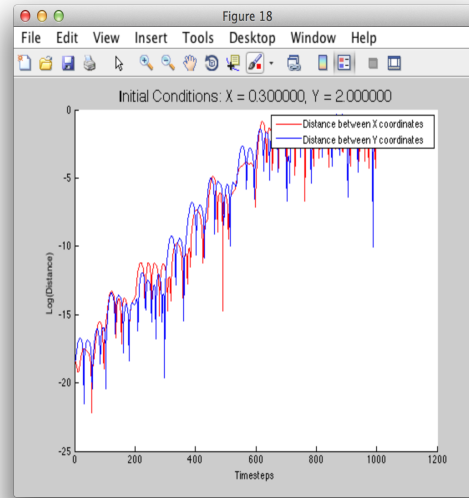 Figure 18
File Edit View Insert Tools Desktop Window Help
Initial Conditions: X = 0.300000, Y = 2.000000
Distance between X coordinates
Distance between Y coordinates
0
-5
-10
-15
-20
-25
Log(Distance)
0 200 400 600 800 1000 1200
Timesteps